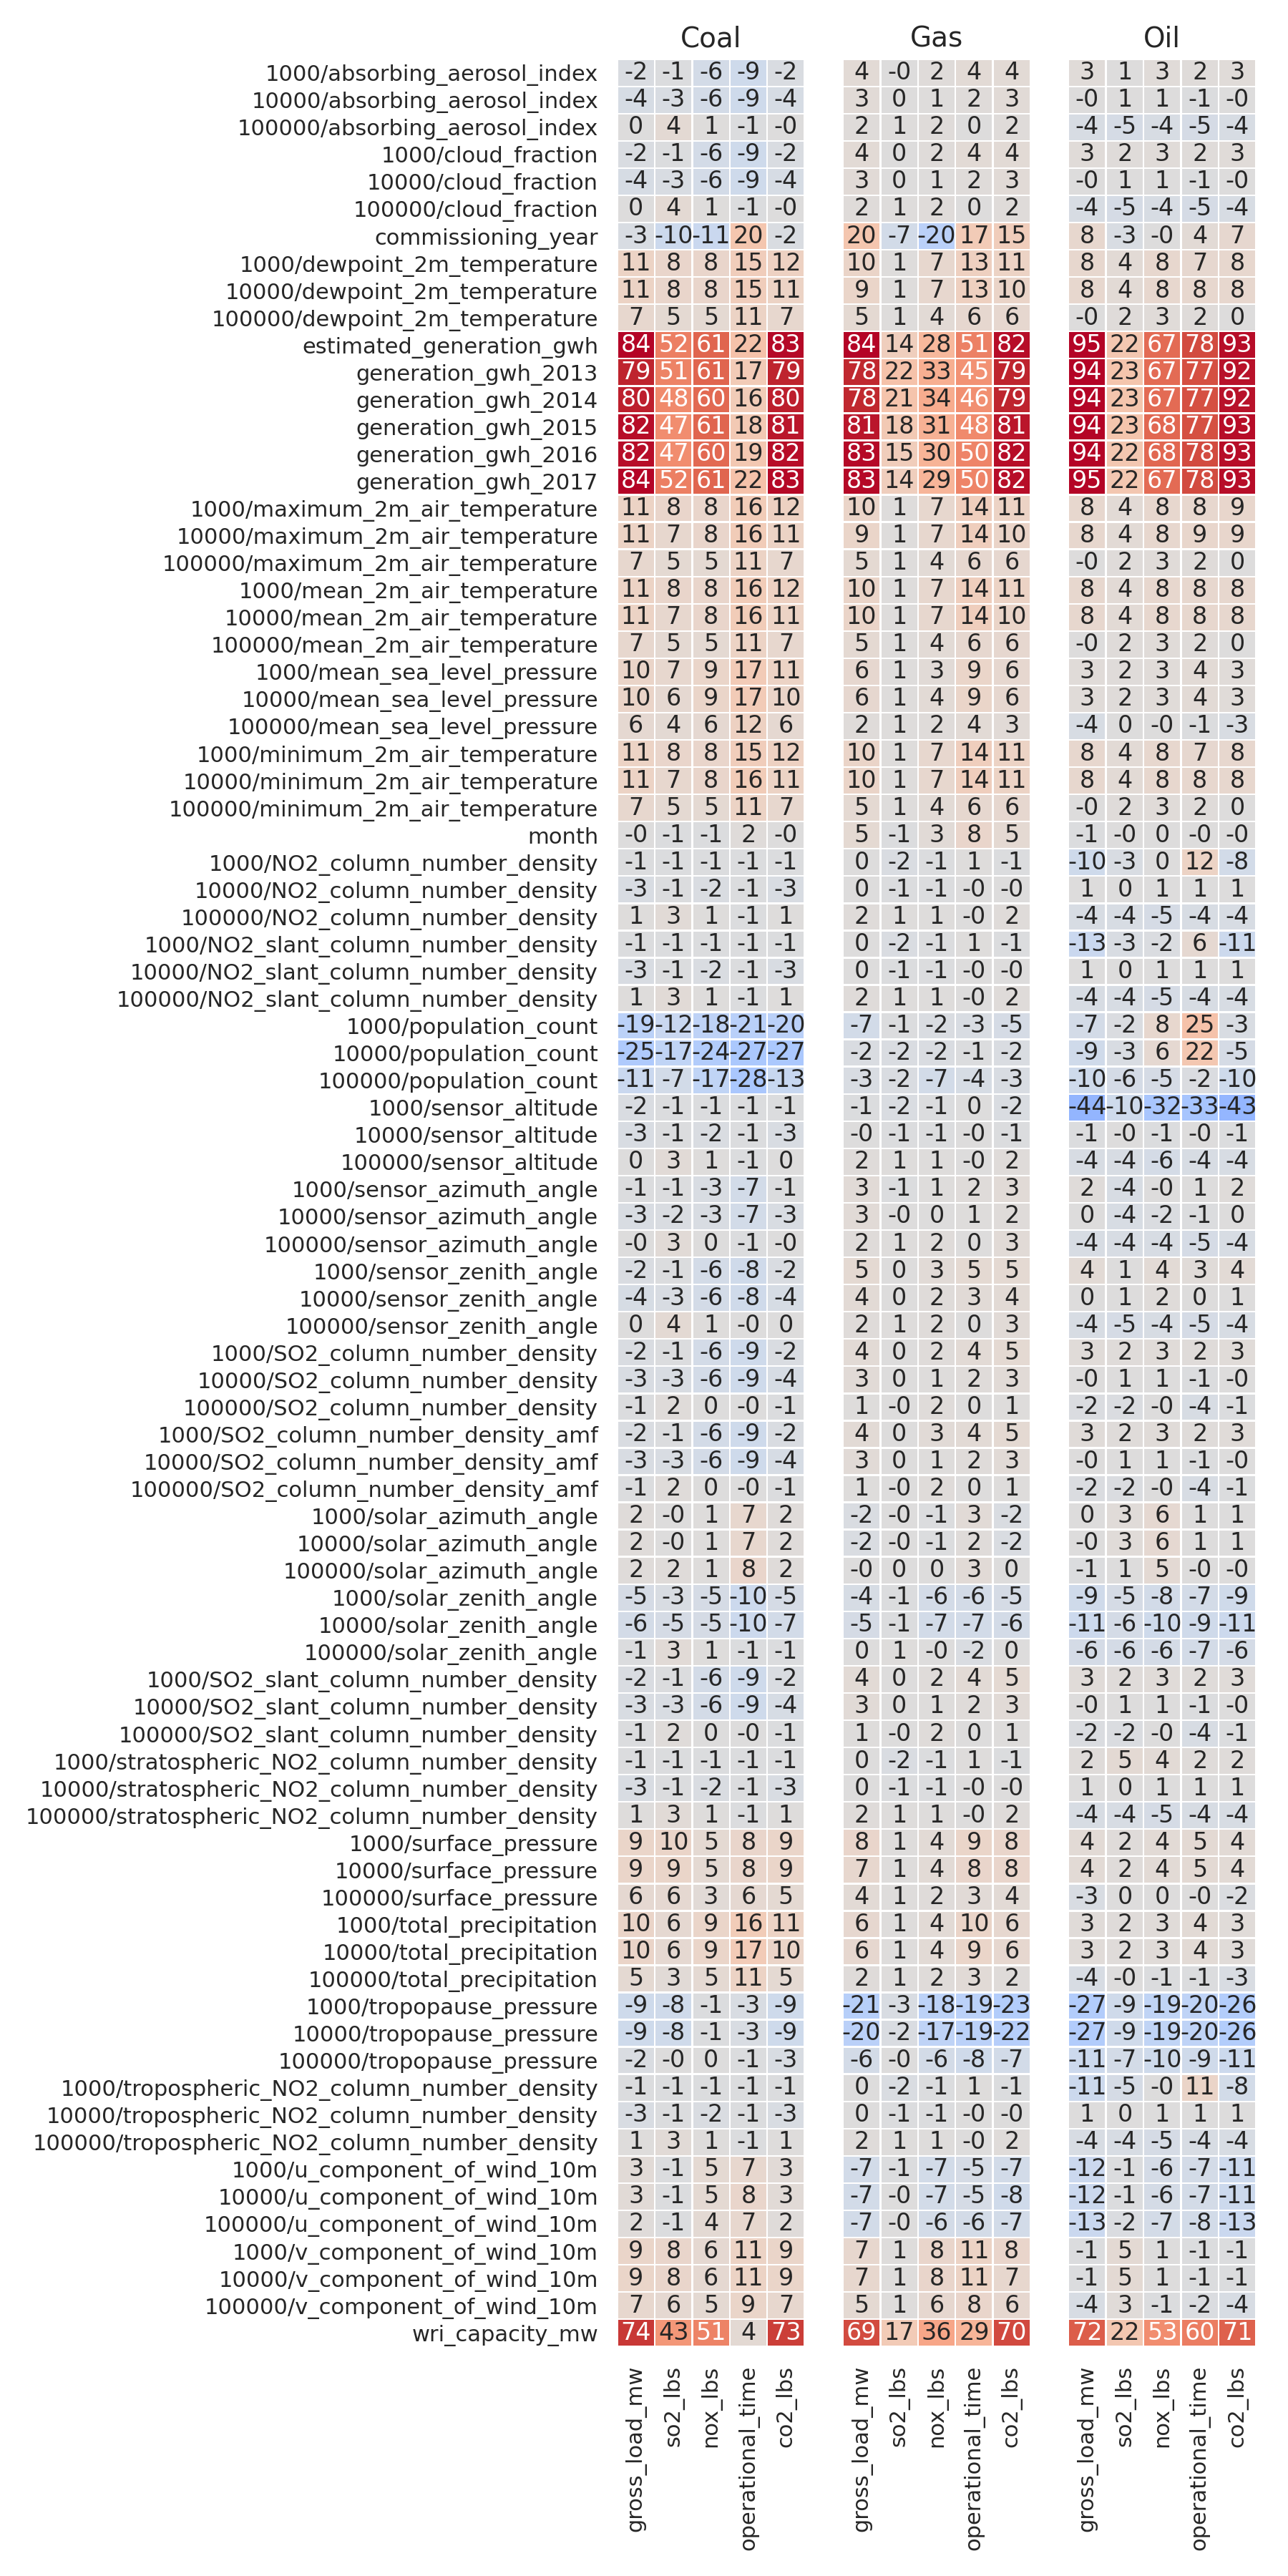 Coal Gas Oil
1000/absorbing_aerosol_index -2 -1 -6 -9 -2 4 -0 2 4 4 3 1 3 2 3
10000/absorbing_aerosol_index -4 -3 -6 -9 -4 3 0 1 2 3 -0 1 1 -1 -0
100000/absorbing_aerosol_index 0 4 1 -1 -0 2 1 2 0 2 -4 -5 -4 -5 -4
1000/cloud_fraction -2 -1 -6 -9 -2 4 0 2 4 4 3 2 3 2 3
10000/cloud_fraction -4 -3 -6 -9 -4 3 0 1 2 3 -0 1 1 -1 -0
100000/cloud_fraction 0 4 1 -1 -0 2 1 2 0 2 -4 -5 -4 -5 -4
commissioning_year -3 -10 -11 20 -2 20 -7 -20 17 15 8 -3 -0 4 7
1000/dewpoint_2m_temperature 11 8 8 15 12 10 1 7 13 11 8 4 8 7 8
10000/dewpoint_2m_temperature 11 8 8 15 11 9 1 7 13 10 8 4 8 8 8
100000/dewpoint_2m_temperature 7 5 5 11 7 5 1 4 6 6 -0 2 3 2 0
estimated_generation_gwh 84 52 61 22 83 84 14 28 51 82 95 22 67 78 93
generation_gwh_2013 79 51 61 17 79 78 22 33 45 79 94 23 67 77 92
generation_gwh_2014 80 48 60 16 80 78 21 34 46 79 94 23 67 77 92
generation_gwh_2015 82 47 61 18 81 81 18 31 48 81 94 23 68 77 93
generation_gwh_2016 82 47 60 19 82 83 15 30 50 82 94 22 68 78 93
generation_gwh_2017 84 52 61 22 83 83 14 29 50 82 95 22 67 78 93
1000/maximum_2m_air_temperature 11 8 8 16 12 10 1 7 14 11 8 4 8 8 9
10000/maximum_2m_air_temperature 11 7 8 16 11 9 1 7 14 10 8 4 8 9 9
100000/maximum_2m_air_temperature 7 5 5 11 7 5 1 4 6 6 -0 2 3 2 0
1000/mean_2m_air_temperature 11 8 8 16 12 10 1 7 14 11 8 4 8 8 8
10000/mean_2m_air_temperature 11 7 8 16 11 10 1 7 14 10 8 4 8 8 8
100000/mean_2m_air_temperature 7 5 5 11 7 5 1 4 6 6 -0 2 3 2 0
1000/mean_sea_level_pressure 10 7 9 17 11 6 1 3 9 6 3 2 3 4 3
10000/mean_sea_level_pressure 10 6 9 17 10 6 1 4 9 6 3 2 3 4 3
100000/mean_sea_level_pressure 6 4 6 12 6 2 1 2 4 3 -4 0 -0 -1 -3
1000/minimum_2m_air_temperature 11 8 8 15 12 10 1 7 14 11 8 4 8 7 8
10000/minimum_2m_air_temperature 11 7 8 16 11 10 1 7 14 11 8 4 8 8 8
100000/minimum_2m_air_temperature 7 5 5 11 7 5 1 4 6 6 -0 2 3 2 0
month -0 -1 -1 2 -0 5 -1 3 8 5 -1 -0 0 -0 -0
1000/NO2_column_number_density -1 -1 -1 -1 -1 0 -2 -1 1 -1 -10 -3 0 12 -8
10000/NO2_column_number_density -3 -1 -2 -1 -3 0 -1 -1 -0 -0 1 0 1 1 1
100000/NO2_column_number_density 1 3 1 -1 1 2 1 1 -0 2 -4 -4 -5 -4 -4
1000/NO2_slant_column_number_density -1 -1 -1 -1 -1 0 -2 -1 1 -1 -13 -3 -2 6 -11
10000/NO2_slant_column_number_density -3 -1 -2 -1 -3 0 -1 -1 -0 -0 1 0 1 1 1
100000/NO2_slant_column_number_density 1 3 1 -1 1 2 1 1 -0 2 -4 -4 -5 -4 -4
1000/population_count -19 -12 -18 -21 -20 -7 -1 -2 -3 -5 -7 -2 8 25 -3
10000/population_count -25 -17 -24 -27 -27 -2 -2 -2 -1 -2 -9 -3 6 22 -5
100000/population_count -11 -7 -17 -28 -13 -3 -2 -7 -4 -3 -10 -6 -5 -2 -10
1000/sensor_altitude -2 -1 -1 -1 -1 -1 -2 -1 0 -2 -44 -10 -32 -33 -43
10000/sensor_altitude -3 -1 -2 -1 -3 -0 -1 -1 -0 -1 -1 -0 -1 -0 -1
100000/sensor_altitude 0 3 1 -1 0 2 1 1 -0 2 -4 -4 -6 -4 -4
1000/sensor_azimuth_angle -1 -1 -3 -7 -1 3 -1 1 2 3 2 -4 -0 1 2
10000/sensor_azimuth_angle -3 -2 -3 -7 -3 3 -0 0 1 2 0 -4 -2 -1 0
100000/sensor_azimuth_angle -0 3 0 -1 -0 2 1 2 0 3 -4 -4 -4 -5 -4
1000/sensor_zenith_angle -2 -1 -6 -8 -2 5 0 3 5 5 4 1 4 3 4
10000/sensor_zenith_angle -4 -3 -6 -8 -4 4 0 2 3 4 0 1 2 0 1
100000/sensor_zenith_angle 0 4 1 -0 0 2 1 2 0 3 -4 -5 -4 -5 -4
1000/SO2_column_number_density -2 -1 -6 -9 -2 4 0 2 4 5 3 2 3 2 3
10000/SO2_column_number_density -3 -3 -6 -9 -4 3 0 1 2 3 -0 1 1 -1 -0
100000/SO2_column_number_density -1 2 0 -0 -1 1 -0 2 0 1 -2 -2 -0 -4 -1
1000/SO2_column_number_density_amf -2 -1 -6 -9 -2 4 0 3 4 5 3 2 3 2 3
10000/SO2_column_number_density_amf -3 -3 -6 -9 -4 3 0 1 2 3 -0 1 1 -1 -0
100000/SO2_column_number_density_amf -1 2 0 -0 -1 1 -0 2 0 1 -2 -2 -0 -4 -1
1000/solar_azimuth_angle 2 -0 1 7 2 -2 -0 -1 3 -2 0 3 6 1 1
10000/solar_azimuth_angle 2 -0 1 7 2 -2 -0 -1 2 -2 -0 3 6 1 1
100000/solar_azimuth_angle 2 2 1 8 2 -0 0 0 3 0 -1 1 5 -0 -0
1000/solar_zenith_angle -5 -3 -5 -10 -5 -4 -1 -6 -6 -5 -9 -5 -8 -7 -9
10000/solar_zenith_angle -6 -5 -5 -10 -7 -5 -1 -7 -7 -6 -11 -6 -10 -9 -11
100000/solar_zenith_angle -1 3 1 -1 -1 0 1 -0 -2 0 -6 -6 -6 -7 -6
1000/SO2_slant_column_number_density -2 -1 -6 -9 -2 4 0 2 4 5 3 2 3 2 3
10000/SO2_slant_column_number_density -3 -3 -6 -9 -4 3 0 1 2 3 -0 1 1 -1 -0
100000/SO2_slant_column_number_density -1 2 0 -0 -1 1 -0 2 0 1 -2 -2 -0 -4 -1
1000/stratospheric_NO2_column_number_density -1 -1 -1 -1 -1 0 -2 -1 1 -1 2 5 4 2 2
10000/stratospheric_NO2_column_number_density -3 -1 -2 -1 -3 0 -1 -1 -0 -0 1 0 1 1 1
100000/stratospheric_NO2_column_number_density 1 3 1 -1 1 2 1 1 -0 2 -4 -4 -5 -4 -4
1000/surface_pressure 9 10 5 8 9 8 1 4 9 8 4 2 4 5 4
10000/surface_pressure 9 9 5 8 9 7 1 4 8 8 4 2 4 5 4
100000/surface_pressure 6 6 3 6 5 4 1 2 3 4 -3 0 0 -0 -2
1000/total_precipitation 10 6 9 16 11 6 1 4 10 6 3 2 3 4 3
10000/total_precipitation 10 6 9 17 10 6 1 4 9 6 3 2 3 4 3
100000/total_precipitation 5 3 5 11 5 2 1 2 3 2 -4 -0 -1 -1 -3
1000/tropopause_pressure -9 -8 -1 -3 -9 -21 -3 -18 -19 -23 -27 -9 -19 -20 -26
10000/tropopause_pressure -9 -8 -1 -3 -9 -20 -2 -17 -19 -22 -27 -9 -19 -20 -26
100000/tropopause_pressure -2 -0 0 -1 -3 -6 -0 -6 -8 -7 -11 -7 -10 -9 -11
1000/tropospheric_NO2_column_number_density -1 -1 -1 -1 -1 0 -2 -1 1 -1 -11 -5 -0 11 -8
10000/tropospheric_NO2_column_number_density -3 -1 -2 -1 -3 0 -1 -1 -0 -0 1 0 1 1 1
100000/tropospheric_NO2_column_number_density 1 3 1 -1 1 2 1 1 -0 2 -4 -4 -5 -4 -4
1000/u_component_of_wind_10m 3 -1 5 7 3 -7 -1 -7 -5 -7 -12 -1 -6 -7 -11
10000/u_component_of_wind_10m 3 -1 5 8 3 -7 -0 -7 -5 -8 -12 -1 -6 -7 -11
100000/u_component_of_wind_10m 2 -1 4 7 2 -7 -0 -6 -6 -7 -13 -2 -7 -8 -13
1000/v_component_of_wind_10m 9 8 6 11 9 7 1 8 11 8 -1 5 1 -1 -1
10000/v_component_of_wind_10m 9 8 6 11 9 7 1 8 11 7 -1 5 1 -1 -1
100000/v_component_of_wind_10m 7 6 5 9 7 5 1 6 8 6 -4 3 -1 -2 -4
wri_capacity_mw 74 43 51 4 73 69 17 36 29 70 72 22 53 60 71
gross_load_mw so2_lbs nox_lbs operational_time co2_lbs gross_load_mw so2_lbs nox_lbs operational_time co2_lbs gross_load_mw so2_lbs nox_lbs operational_time co2_lbs